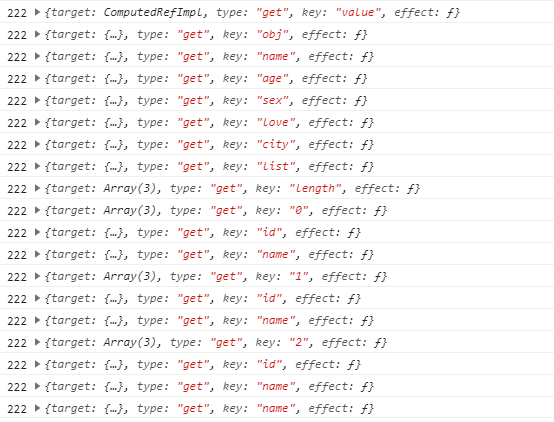 222 ▶ {target: ComputedRefImpl, type: "get", key: "value", effect: ƒ}
222 ▶ {target: {…}, type: "get", key: "obj", effect: ƒ}
222 ▶ {target: {…}, type: "get", key: "name", effect: ƒ}
222 ▶ {target: {…}, type: "get", key: "age", effect: ƒ}
222 ▶ {target: {…}, type: "get", key: "sex", effect: ƒ}
222 ▶ {target: {…}, type: "get", key: "love", effect: ƒ}
222 ▶ {target: {…}, type: "get", key: "city", effect: ƒ}
222 ▶ {target: {…}, type: "get", key: "list", effect: ƒ}
222 ▶ {target: Array(3), type: "get", key: "length", effect: ƒ}
222 ▶ {target: Array(3), type: "get", key: "0", effect: ƒ}
222 ▶ {target: {…}, type: "get", key: "id", effect: ƒ}
222 ▶ {target: {…}, type: "get", key: "name", effect: ƒ}
222 ▶ {target: Array(3), type: "get", key: "1", effect: ƒ}
222 ▶ {target: {…}, type: "get", key: "id", effect: ƒ}
222 ▶ {target: {…}, type: "get", key: "name", effect: ƒ}
222 ▶ {target: Array(3), type: "get", key: "2", effect: ƒ}
222 ▶ {target: {…}, type: "get", key: "id", effect: ƒ}
222 ▶ {target: {…}, type: "get", key: "name", effect: ƒ}
222 ▶ {target: {…}, type: "get", key: "name", effect: ƒ}